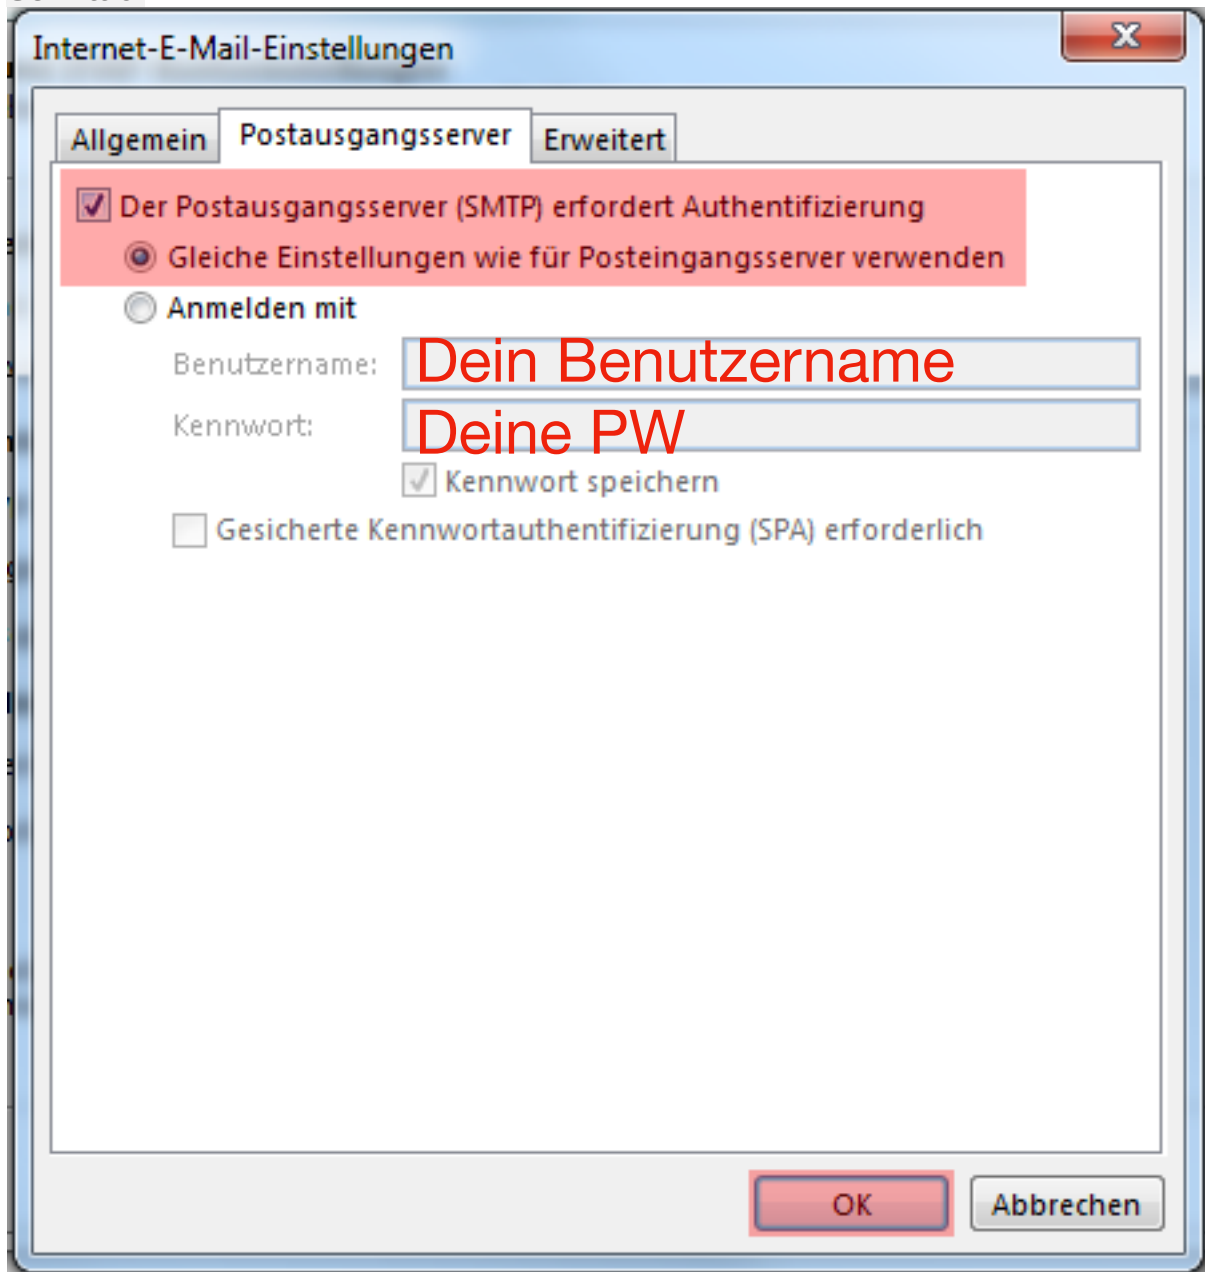 Internet-E-Mail-Einstellungen
Allgemein Postausgangsserver Erweitert
Der Postausgangsserver (SMTP) erfordert Authentifizierung
Gleiche Einstellungen wie für Posteingangsserver verwenden
Anmelden mit
Benutzername: Dein Benutzername
Kennwort: Deine PW
Kennwort speichern
Gesicherte Kennwortauthentifizierung (SPA) erforderlich
OK Abbrechen